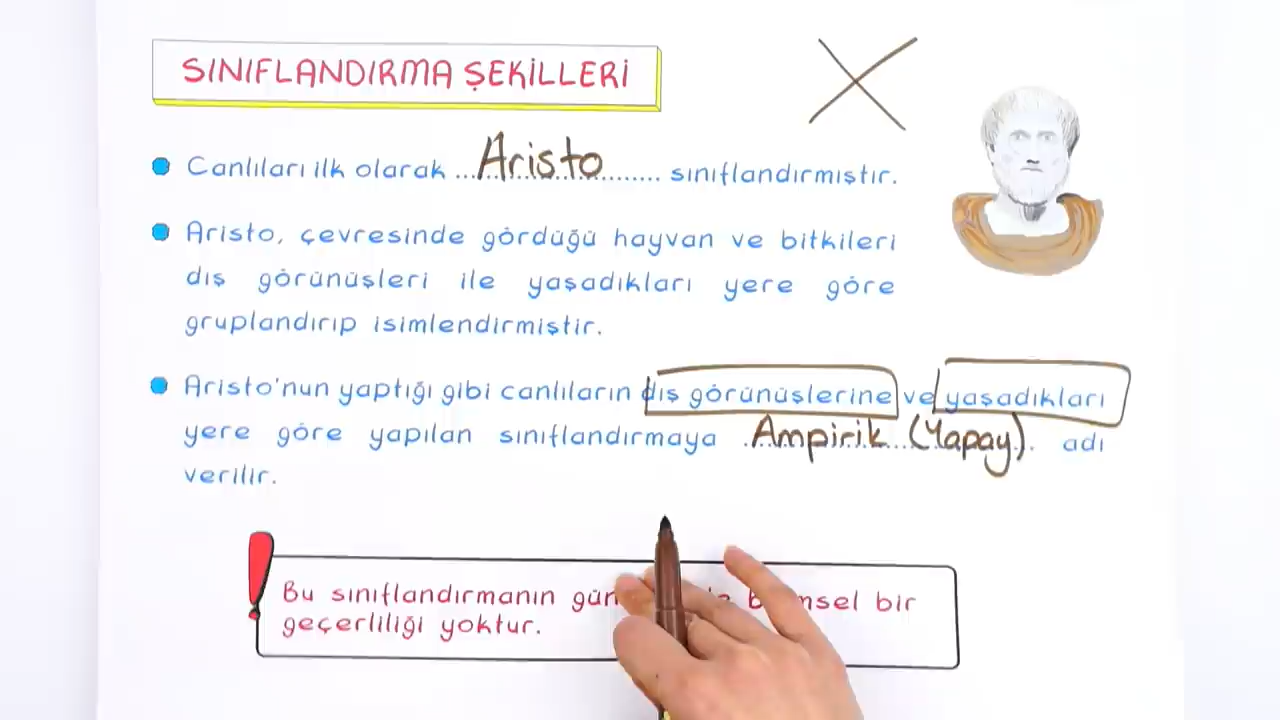 SINIFLANDIRMA ŞEKİLLERİ
Canlıları ilk olarak ...Aristo... sınıflandırmıştır.
Aristo, çevresinde gördüğü hayvan ve bitkileri
dış görünüşleri ile yaşadıkları yere göre
gruplandırıp isimlendirmiştir.
Aristo'nun yaptığı gibi canlıların dış görünüşlerine ve yaşadıkları
yere göre yapılan sınıflandırmaya Ampirik (Yapay). adı
verilir.
Bu sınıflandırmanın bir
geçerliliği yoktur.